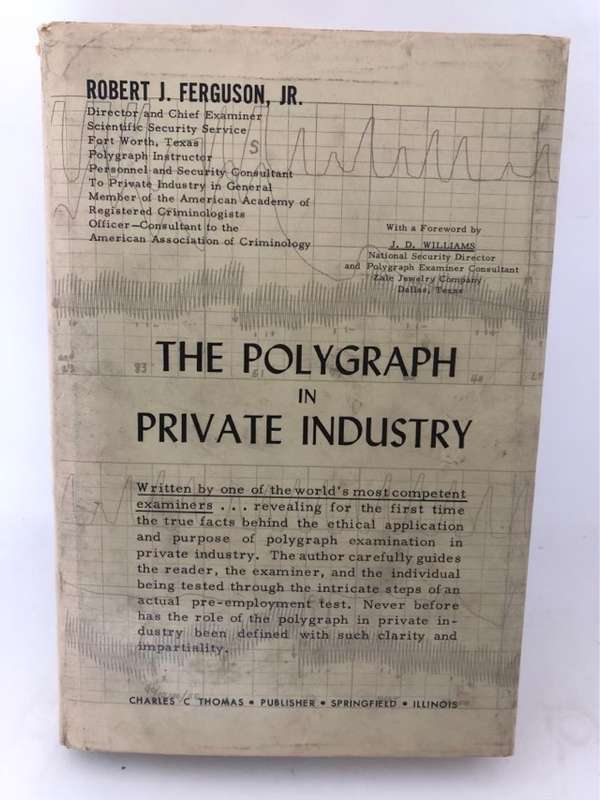 ROBERT J. FERGUSON, JR.
Director and Chief Examiner
Scientific Security Service
Fort Worth, Texas
Polygraph Instructor
Personnel and Security Consultant
To Private Industry in General
Member of the American Academy of
Registered Criminologists
Officer—Consultant to the
American Association of Criminology
With a Foreword by
J. D. WILLIAMS
National Security Director
and Polygraph Examiner Consultant
Zale Jewelry Company
Dallas, Texas
THE POLYGRAPH
IN
PRIVATE INDUSTRY
Written by one of the world's most competent
examiners . . . revealing for the first time
the true facts behind the ethical application
and purpose of polygraph examination in
private industry. The author carefully guides
the reader, the examiner, and the individual
being tested through the intricate steps of an
actual pre-employment test. Never before
has the role of the polygraph in private in-
dustry been defined with such clarity and
impartiality.
CHARLES C THOMAS • PUBLISHER • SPRINGFIELD • ILLINOIS